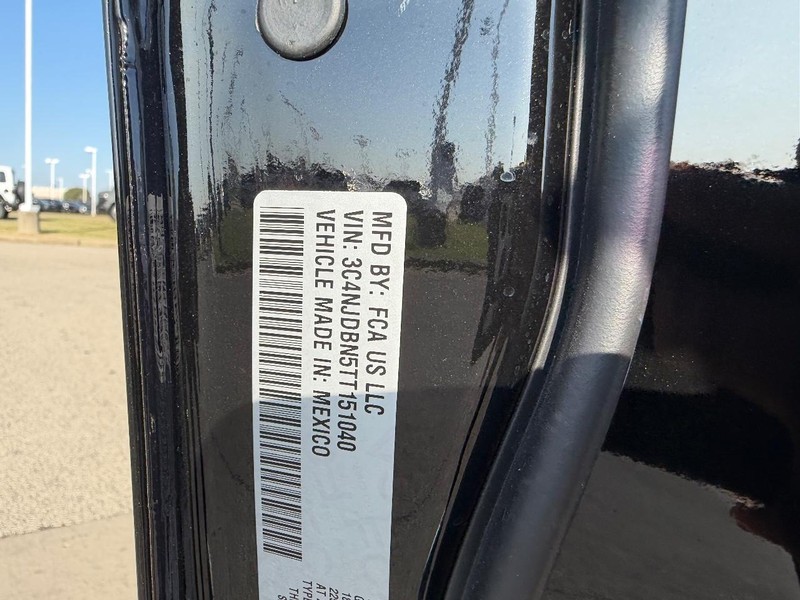 MFD BY: FCA US LLC
VIN: 3C4NJDBN5TT151040
VEHICLE MADE IN: MEXICO